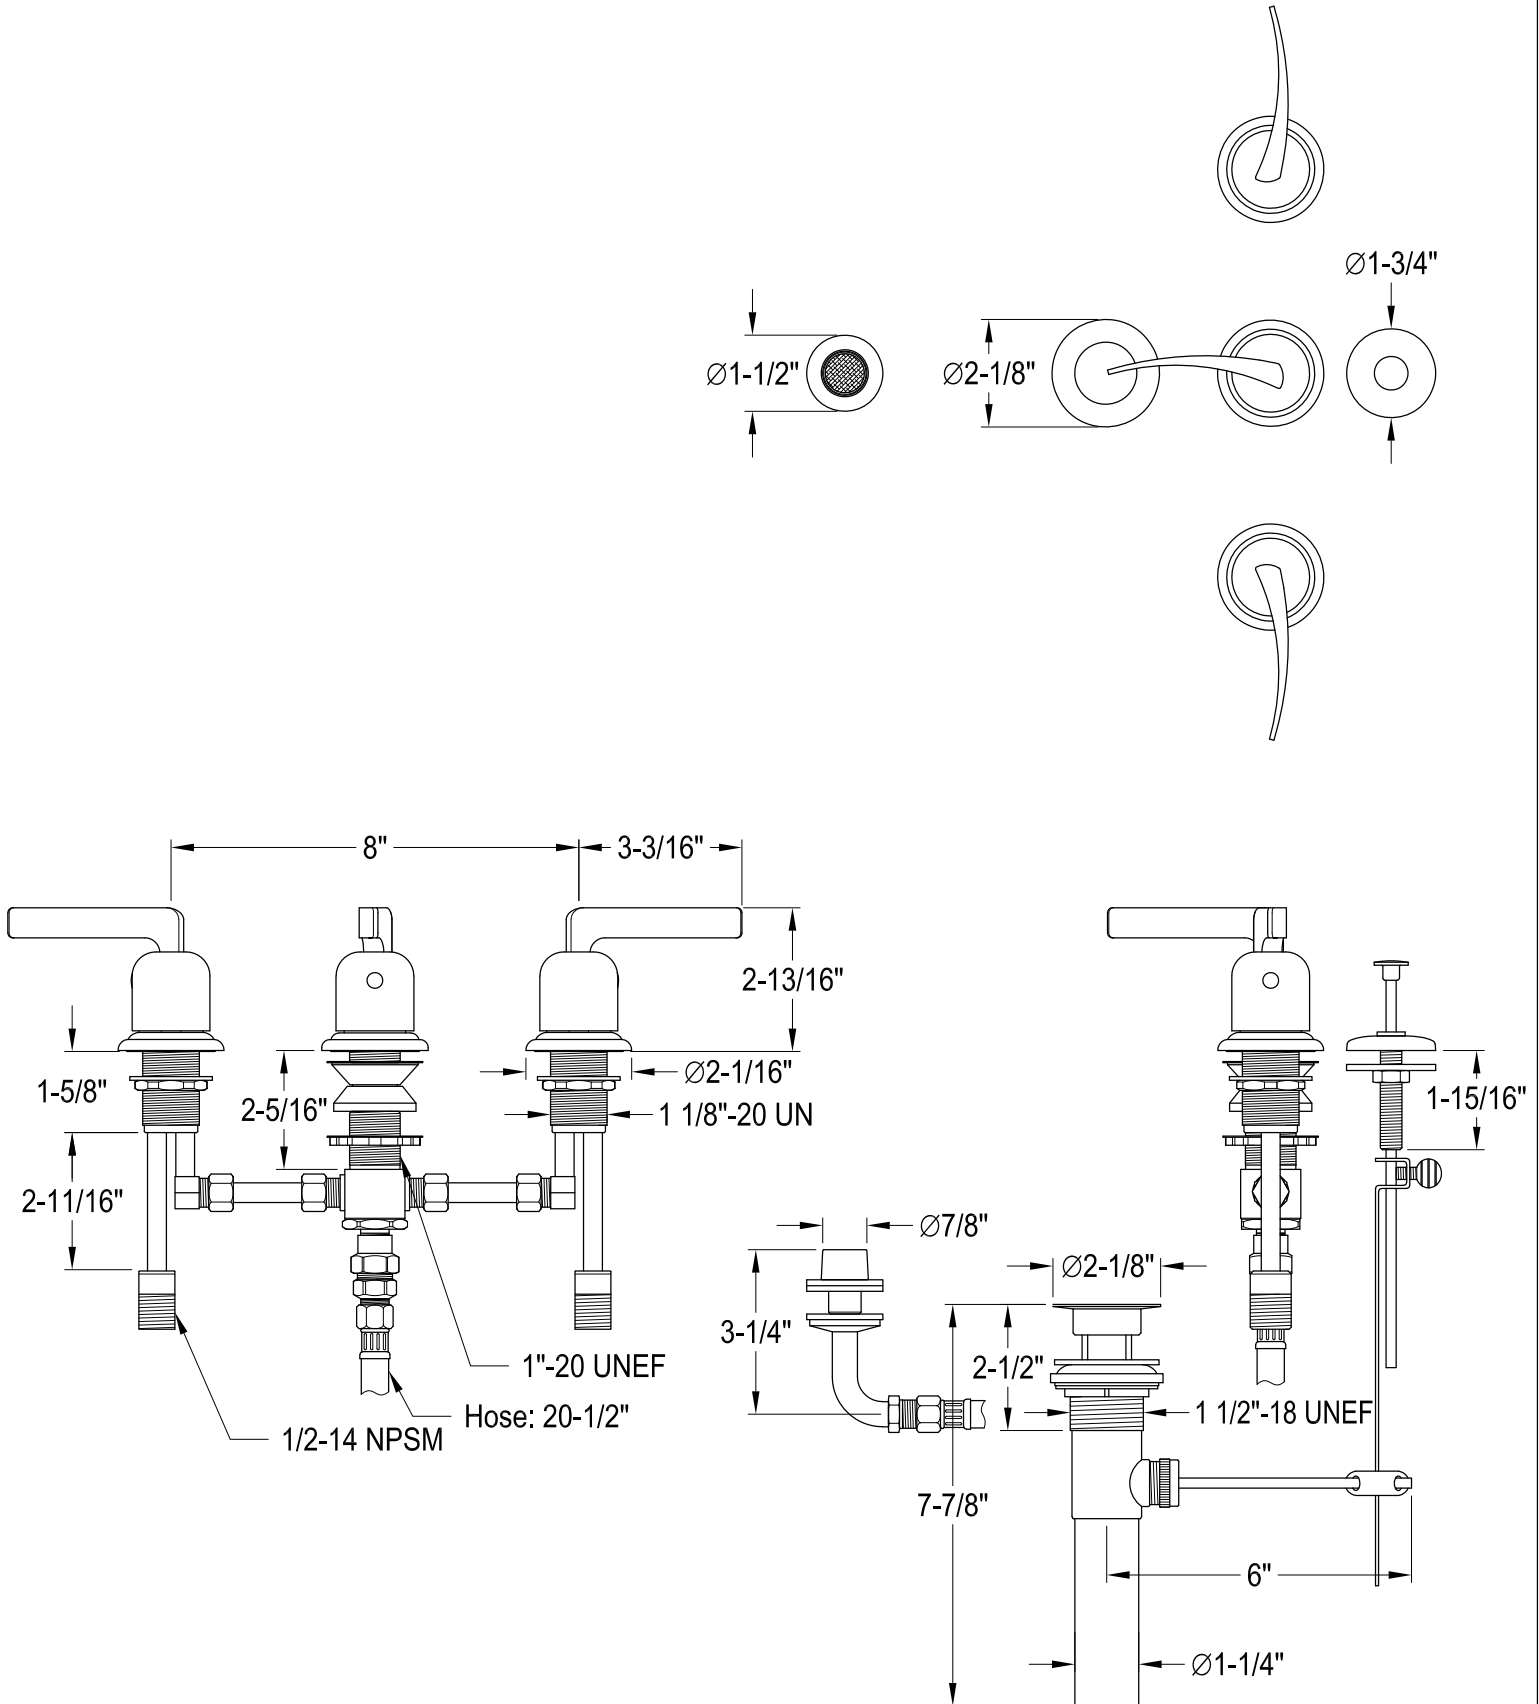 Ø1-3/4"
Ø1-1/2"
Ø2-1/8"
8"
3-3/16"
2-13/16"
1-5/8"
2-5/16"
Ø2-1/16"
1 1/8"-20 UN
1-15/16"
2-11/16"
Ø7/8"
Ø2-1/8"
3-1/4"
2-1/2"
1"-20 UNEF
Hose: 20-1/2"
1 1/2"-18 UNEF
1/2-14 NPSM
7-7/8"
6"
Ø1-1/4"